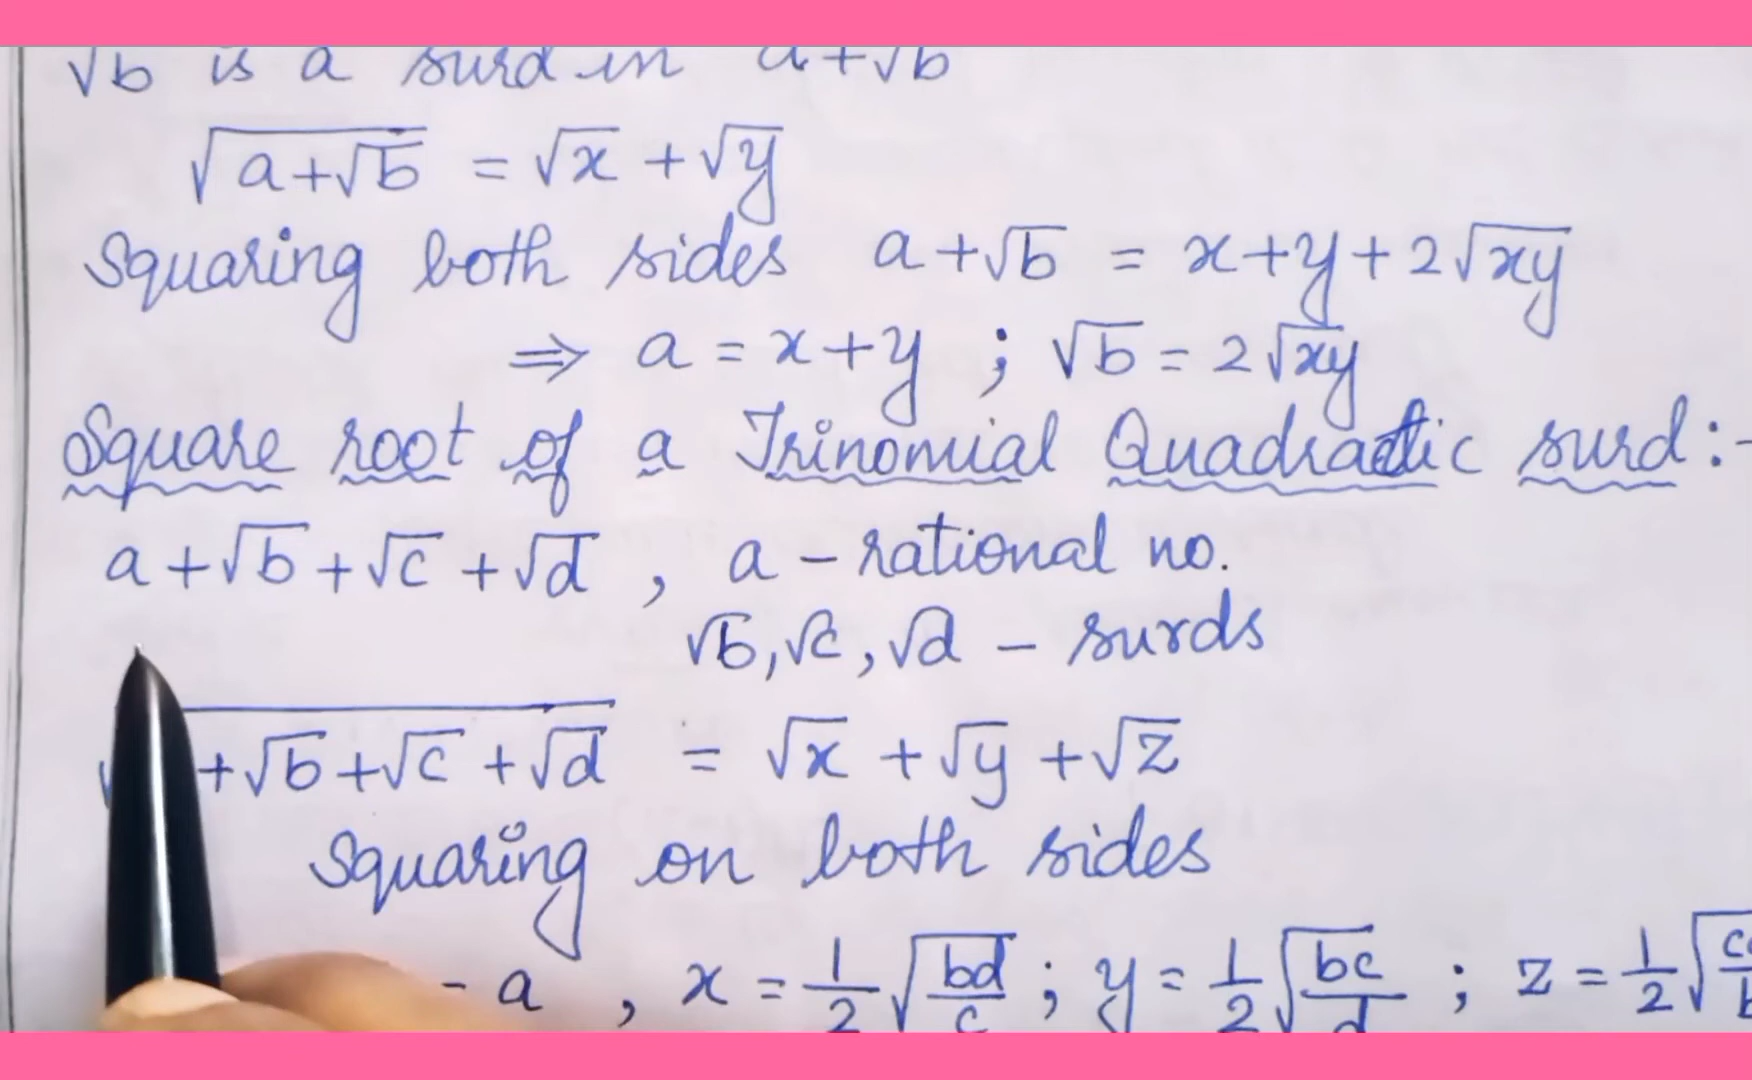 √b is a surd in a+√b
√(a+√b) = √x + √y
Squaring both sides a+√b = x+y+2√xy
⇒ a = x+y ; √b = 2√xy
Square root of a Trinomial Quadractic surd :-
a+√b+√c+√d , a - rational no.
√b, √c, √d - surds
+√b+√c+√d = √x + √y + √z
Squaring on both sides
- a , x = 1/2 √(bd/c) ; y = 1/2 √(bc/d) ; z = 1/2 √